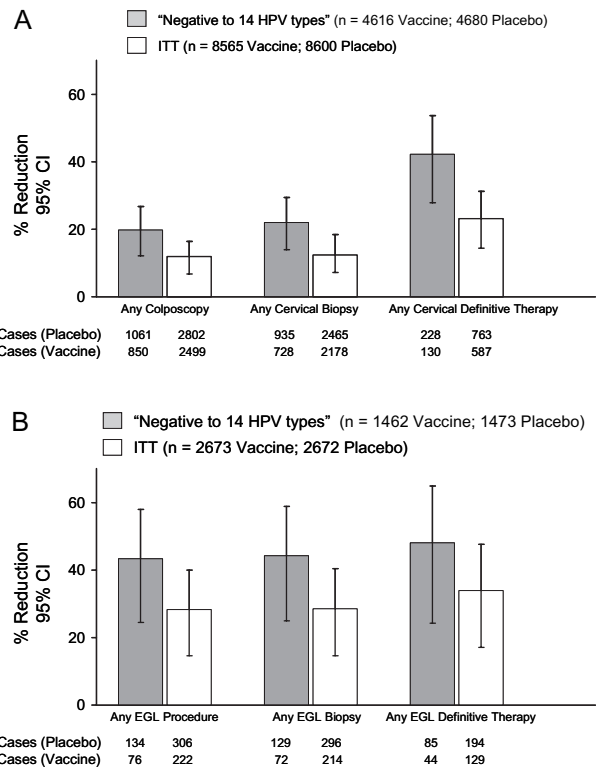 A
"Negative to 14 HPV types" (n = 4616 Vaccine; 4680 Placebo)
ITT (n = 8565 Vaccine; 8600 Placebo)
% Reduction
95% CI
60
40
20
0
Any Colposcopy Any Cervical Biopsy Any Cervical Definitive Therapy
Cases (Placebo) 1061 2802 935 2465 228 763
Cases (Vaccine) 850 2499 728 2178 130 587
B
"Negative to 14 HPV types" (n = 1462 Vaccine; 1473 Placebo)
ITT (n = 2673 Vaccine; 2672 Placebo)
% Reduction
95% CI
60
40
20
0
Any EGL Procedure Any EGL Biopsy Any EGL Definitive Therapy
Cases (Placebo) 134 306 129 296 85 194
Cases (Vaccine) 76 222 72 214 44 129